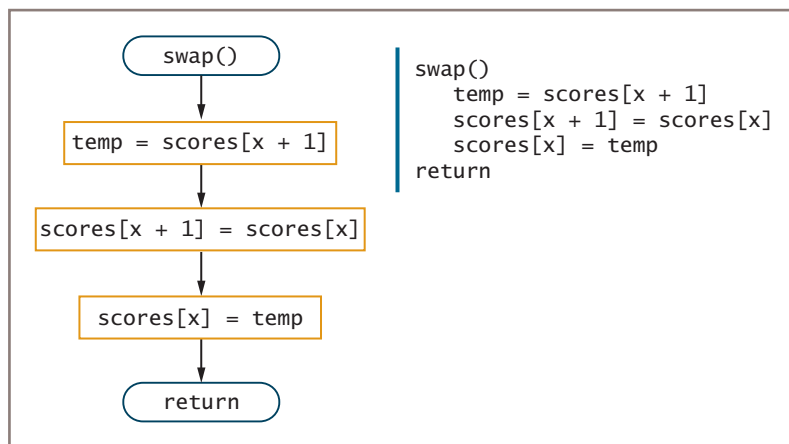 swap()
temp = scores[x + 1]
scores[x + 1] = scores[x]
scores[x] = temp
return
swap()
temp = scores[x + 1]
scores[x + 1] = scores[x]
scores[x] = temp
return